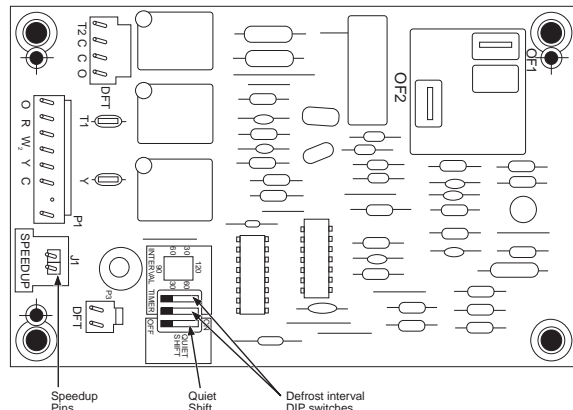 T2 C C O
DFT
T1
Y
O R W2 Y C
P1
J1
SPEEDUP
P3
DFT
INTERVAL TIMER
30
60
120
90
30
60
OFF
QUIET
SHIFT
OF1
OF2
Speedup
Pins
Quiet
Shift
Defrost interval
DIP switches